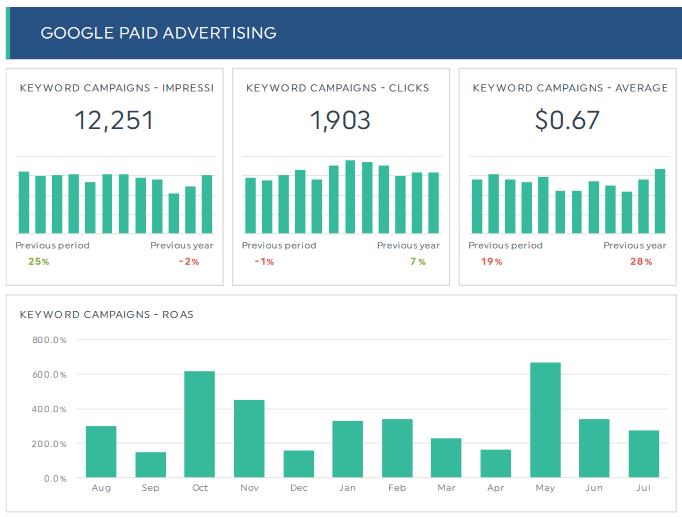 GOOGLE PAID ADVERTISING
KEYWORD CAMPAIGNS - IMPRESSI
12,251
Previous period Previous year
25% -2%
KEYWORD CAMPAIGNS - CLICKS
1,903
Previous period Previous year
-1% 7%
KEYWORD CAMPAIGNS - AVERAGE
$0.67
Previous period Previous year
19% 28%
KEYWORD CAMPAIGNS - ROAS
800.0%
600.0%
400.0%
200.0%
0.0%
Aug Sep Oct Nov Dec Jan Feb Mar Apr May Jun Jul